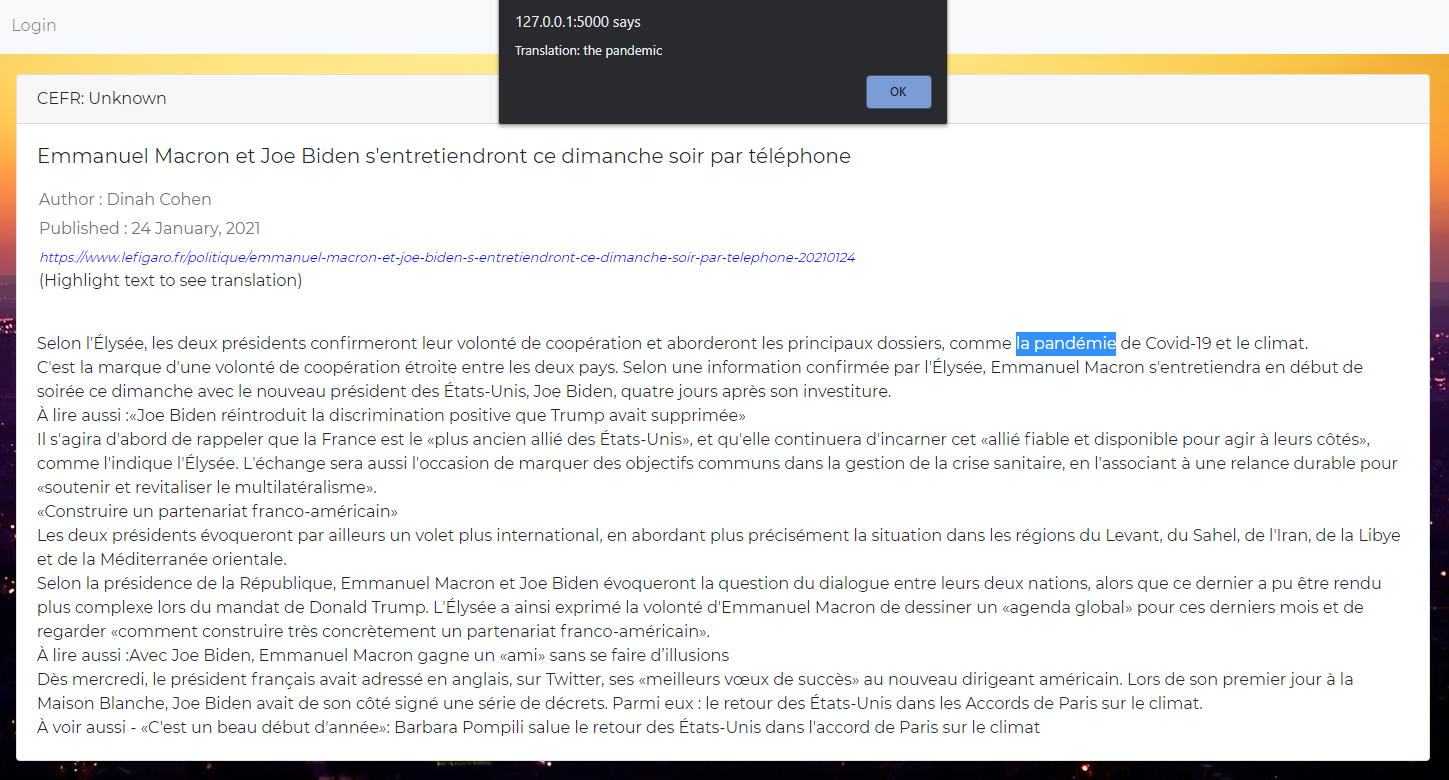 Login
127.0.0.1:5000 says
Translation: the pandemic
OK
CEFR: Unknown
Emmanuel Macron et Joe Biden s'entretiendront ce dimanche soir par téléphone
Author : Dinah Cohen
Published : 24 January, 2021
https://www.lefigaro.fr/politique/emmanuel-macron-et-joe-biden-s-entretiendront-ce-dimanche-soir-par-telephone-20210124
(Highlight text to see translation)
Selon l'Élysée, les deux présidents confirmeront leur volonté de coopération et aborderont les principaux dossiers, comme la pandémie de Covid-19 et le climat.
C'est la marque d'une volonté de coopération étroite entre les deux pays. Selon une information confirmée par l'Élysée, Emmanuel Macron s'entretiendra en début de
soirée ce dimanche avec le nouveau président des États-Unis, Joe Biden, quatre jours après son investiture.
À lire aussi :«Joe Biden réintroduit la discrimination positive que Trump avait supprimée»
Il s'agira d'abord de rappeler que la France est le «plus ancien allié des États-Unis», et qu'elle continuera d'incarner cet «allié fiable et disponible pour agir à leurs côtés»,
comme l'indique l'Élysée. L'échange sera aussi l'occasion de marquer des objectifs communs dans la gestion de la crise sanitaire, en l'associant à une relance durable pour
«soutenir et revitaliser le multilatéralisme».
«Construire un partenariat franco-américain»
Les deux présidents évoqueront par ailleurs un volet plus international, en abordant plus précisément la situation dans les régions du Levant, du Sahel, de l'Iran, de la Libye
et de la Méditerranée orientale.
Selon la présidence de la République, Emmanuel Macron et Joe Biden évoqueront la question du dialogue entre leurs deux nations, alors que ce dernier a pu être rendu
plus complexe lors du mandat de Donald Trump. L'Élysée a ainsi exprimé la volonté d'Emmanuel Macron de dessiner un «agenda global» pour ces derniers mois et de
regarder «comment construire très concrètement un partenariat franco-américain».
À lire aussi :Avec Joe Biden, Emmanuel Macron gagne un «ami» sans se faire d’illusions
Dès mercredi, le président français avait adressé en anglais, sur Twitter, ses «meilleurs vœux de succès» au nouveau dirigeant américain. Lors de son premier jour à la
Maison Blanche, Joe Biden avait de son côté signé une série de décrets. Parmi eux : le retour des États-Unis dans les Accords de Paris sur le climat.
À voir aussi - «C'est un beau début d'année»: Barbara Pompili salue le retour des États-Unis dans l'accord de Paris sur le climat